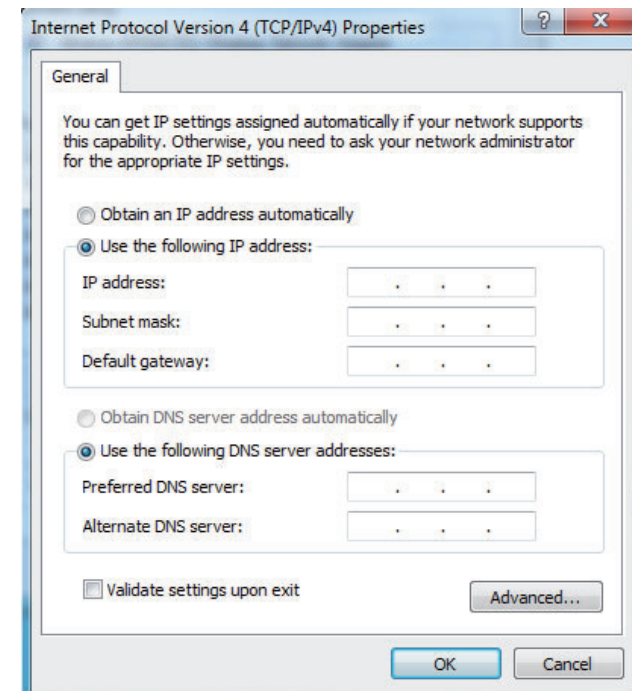 Internet Protocol Version 4 (TCP/IPv4) Properties
General
You can get IP settings assigned automatically if your network supports
this capability. Otherwise, you need to ask your network administrator
for the appropriate IP settings.
Obtain an IP address automatically
Use the following IP address:
IP address: . . .
Subnet mask: . . .
Default gateway: . . .
Obtain DNS server address automatically
Use the following DNS server addresses:
Preferred DNS server: . . .
Alternate DNS server: . . .
Validate settings upon exit
Advanced...
OK Cancel